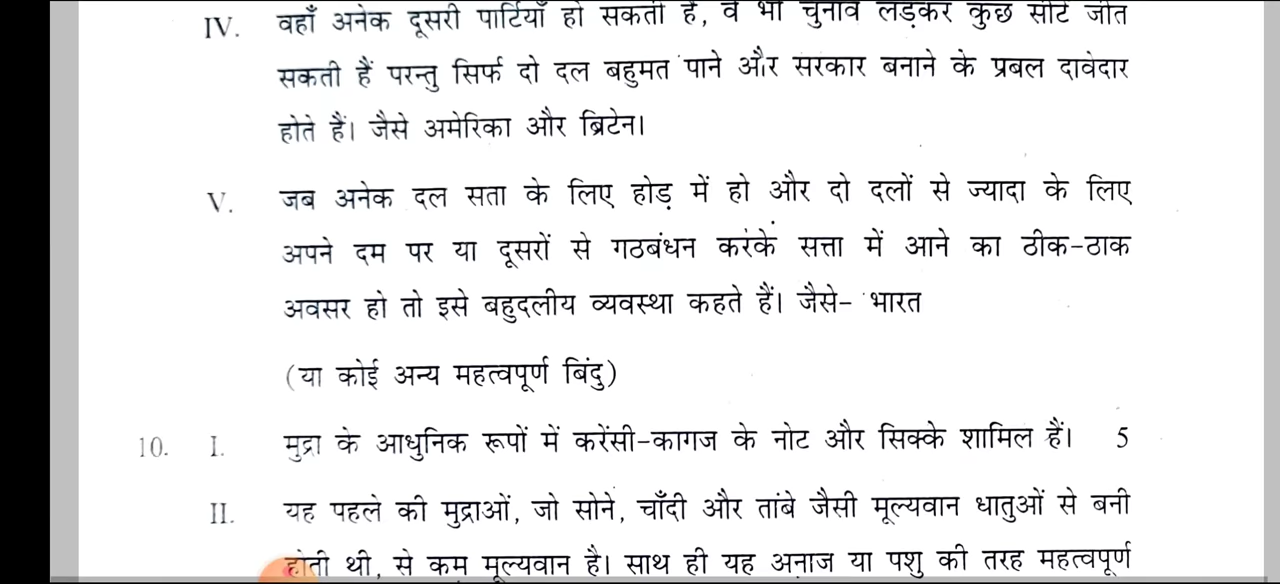 IV. वहाँ अनेक दूसरी पार्टियाँ हो सकती हैं, वे भी चुनाव लड़कर कुछ सीटें जीत
सकती हैं परन्तु सिर्फ दो दल बहुमत पाने और सरकार बनाने के प्रबल दावेदार
होते हैं। जैसे अमेरिका और ब्रिटेन।
V. जब अनेक दल सता के लिए होड़ में हो और दो दलों से ज्यादा के लिए
अपने दम पर या दूसरों से गठबंधन करके सत्ता में आने का ठीक-ठाक
अवसर हो तो इसे बहुदलीय व्यवस्था कहते हैं। जैसे- भारत
(या कोई अन्य महत्वपूर्ण बिंदु)
10. I. मुद्रा के आधुनिक रूपों में करेंसी-कागज के नोट और सिक्के शामिल हैं। 5
II. यह पहले की मुद्राओं, जो सोने, चाँदी और तांबे जैसी मूल्यवान धातुओं से बनी
होती थी, से कम मूल्यवान है। साथ ही यह अनाज या पशु की तरह महत्वपूर्ण